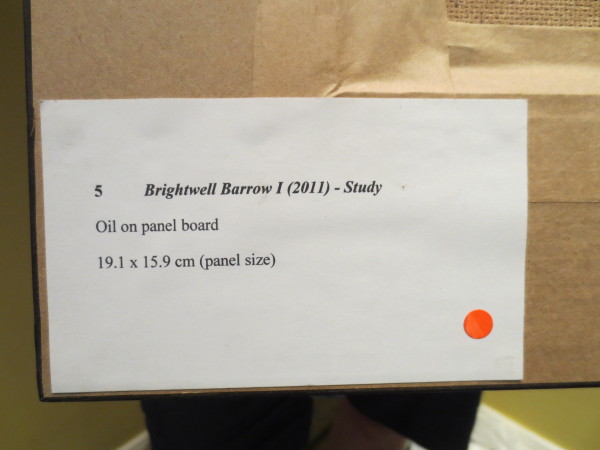 5 Brightwell Barrow I (2011) - Study
Oil on panel board
19.1 x 15.9 cm (panel size)